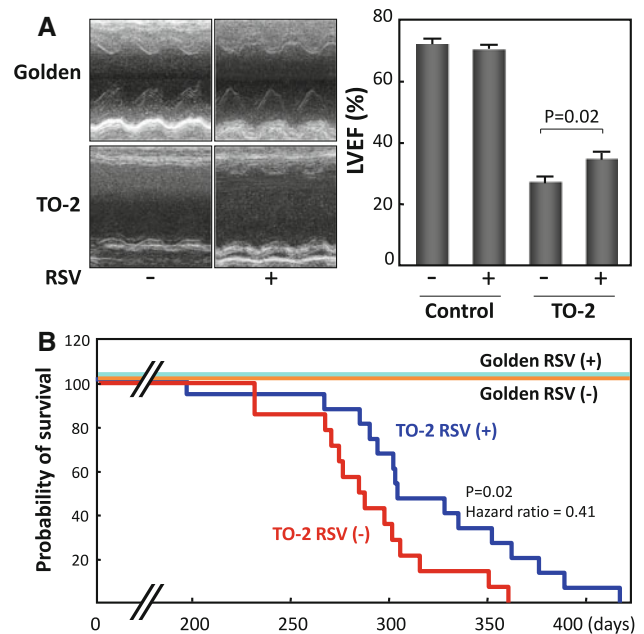 A
Golden
TO-2
RSV
–
+
LVEF (%)
80
60
40
20
0
P=0.02
– + – +
Control TO-2
B
Probability of survival
120
100
80
60
40
20
Golden RSV (+)
Golden RSV (-)
TO-2 RSV (+)
P=0.02
Hazard ratio = 0.41
TO-2 RSV (-)
0 200 250 300 350 400 (days)